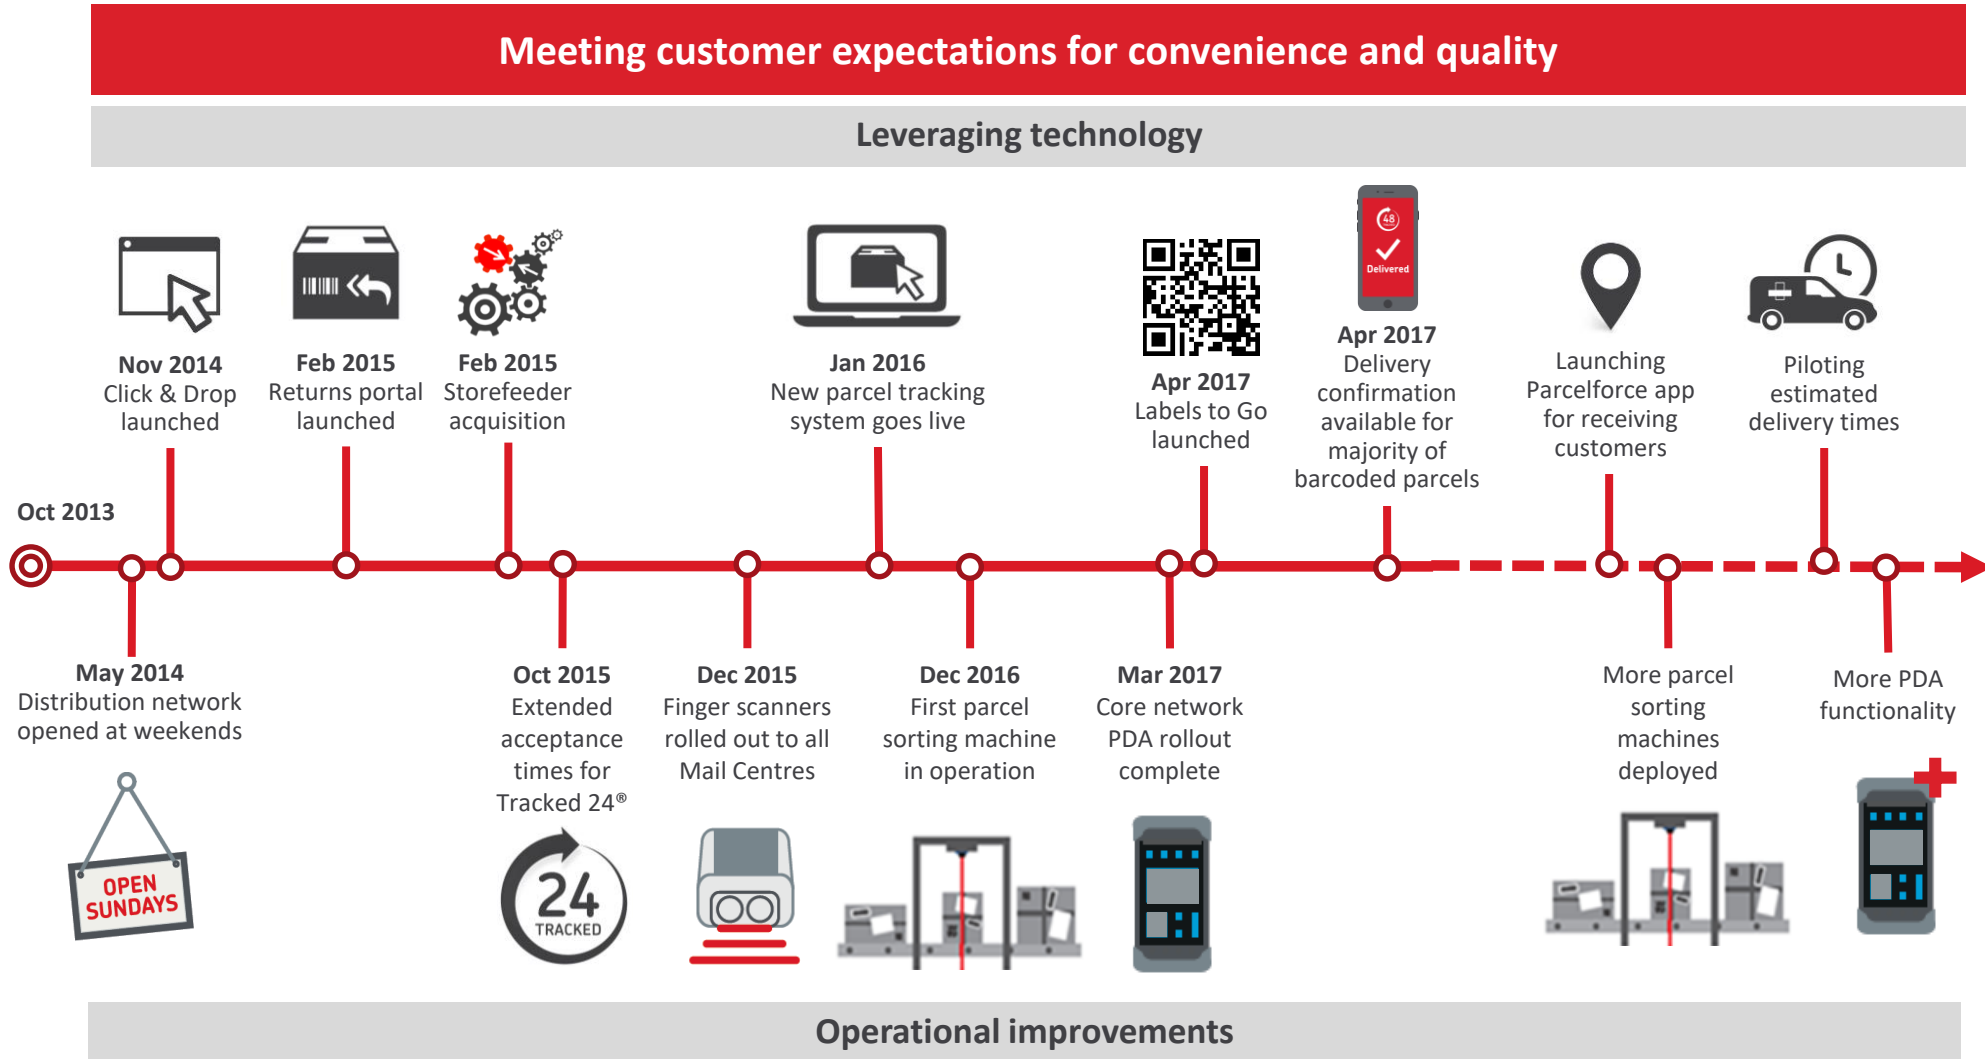 Meeting customer expectations for convenience and quality
Leveraging technology
Nov 2014
Click & Drop
launched
Feb 2015
Returns portal
launched
Feb 2015
Storefeeder
acquisition
Jan 2016
New parcel tracking
system goes live
Apr 2017
Labels to Go
launched
48
Delivered
Apr 2017
Delivery
confirmation
available for
majority of
barcoded parcels
Launching
Parcelforce app
for receiving
customers
Piloting
estimated
delivery times
Oct 2013
May 2014
Distribution network
opened at weekends
OPEN
SUNDAYS
Oct 2015
Extended
acceptance
times for
Tracked 24®
24
TRACKED
Dec 2015
Finger scanners
rolled out to all
Mail Centres
Dec 2016
First parcel
sorting machine
in operation
Mar 2017
Core network
PDA rollout
complete
More parcel
sorting
machines
deployed
More PDA
functionality
Operational improvements